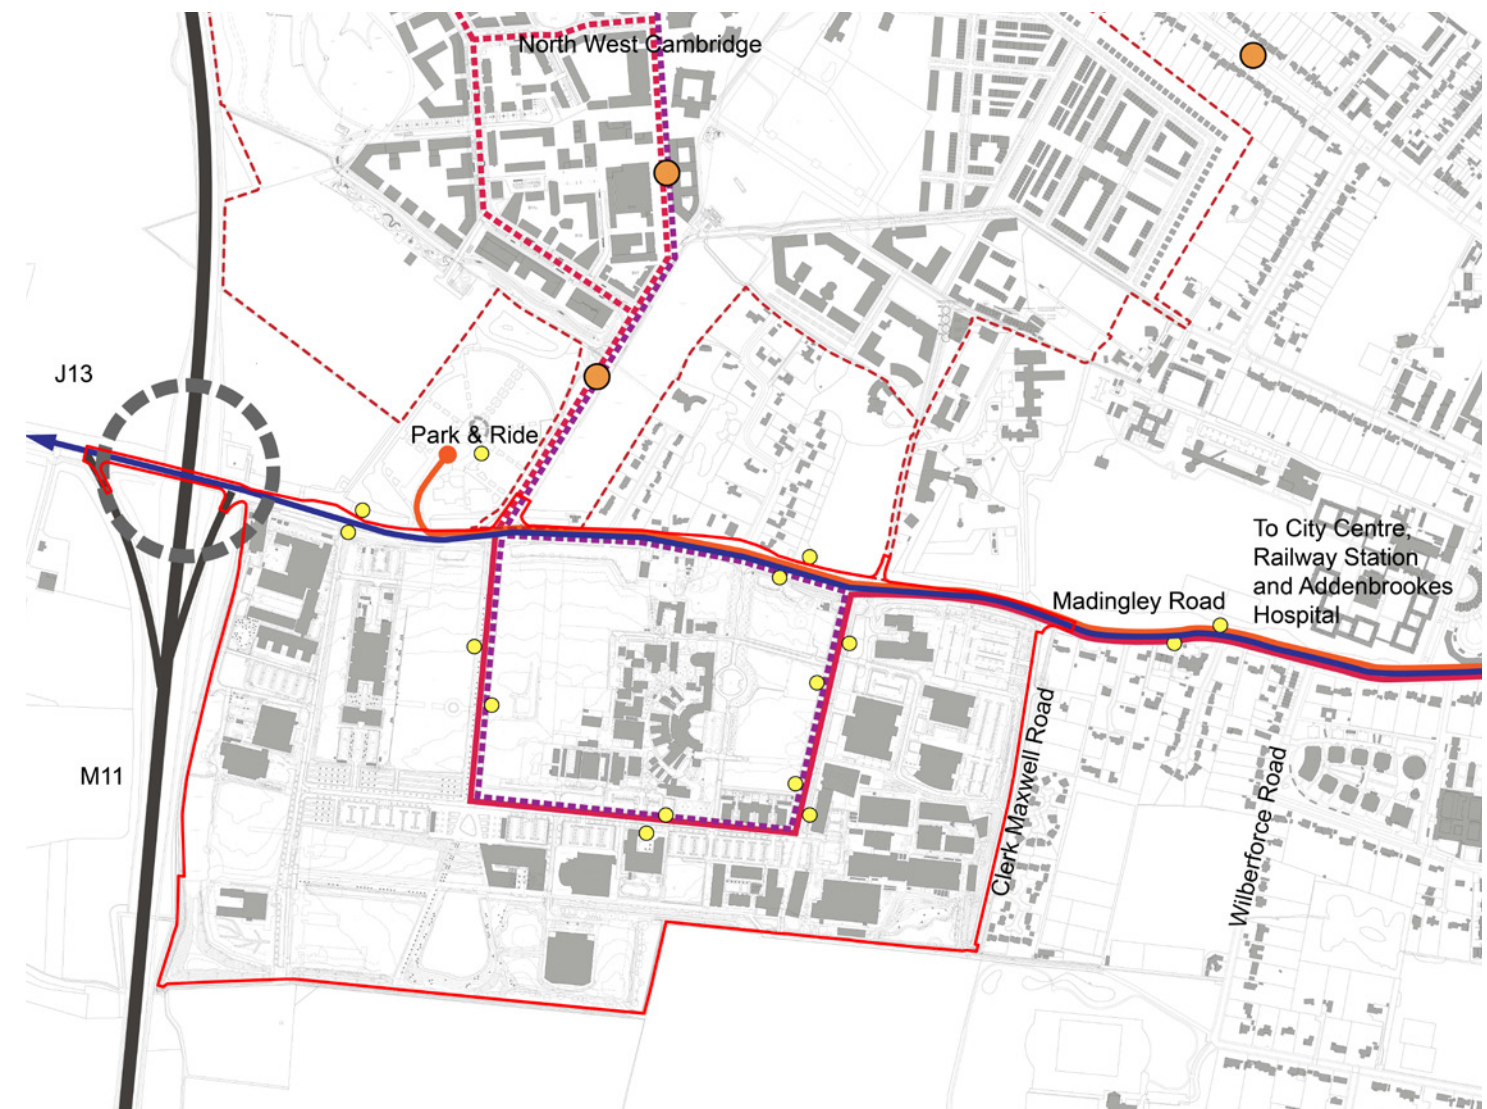 North West Cambridge
J13
Park & Ride
To City Centre,
Railway Station
and Addenbrookes
Hospital
Madingley Road
M11
Clerk Maxwell Road
Wilberforce Road